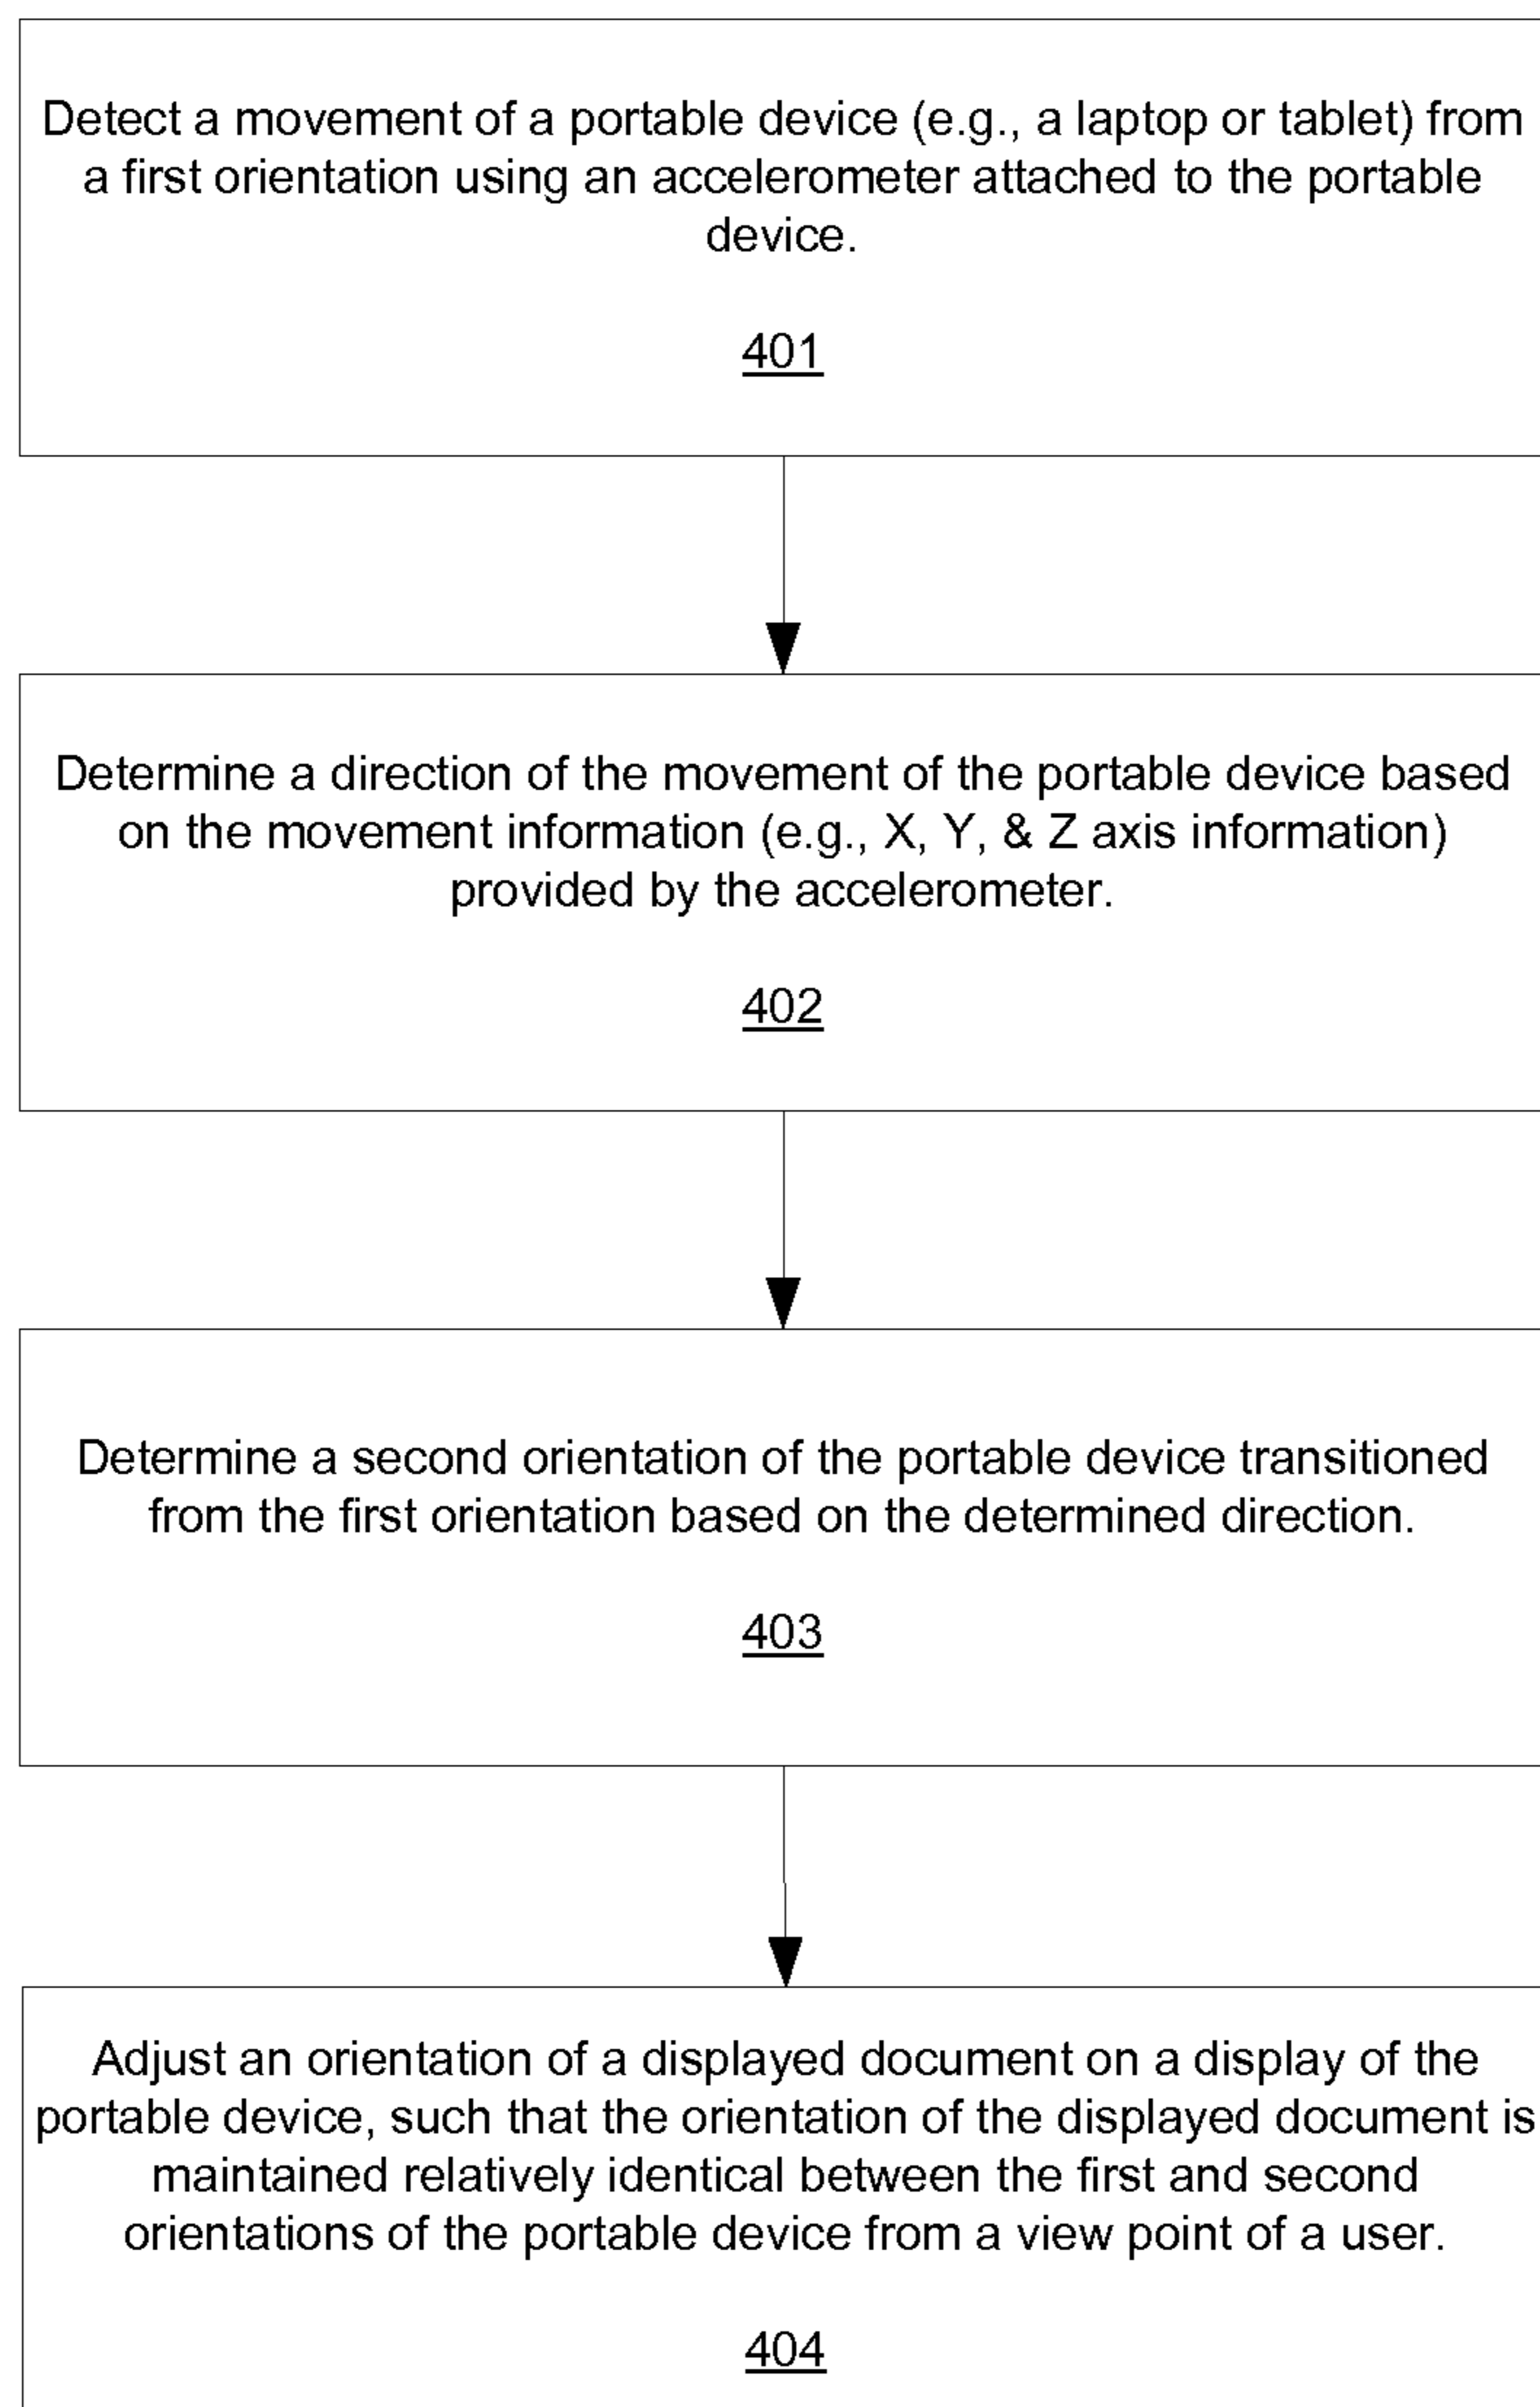 Detect a movement of a portable device (e.g., a laptop or tablet) from
a first orientation using an accelerometer attached to the portable
device.
401
Determine a direction of the movement of the portable device based
on the movement information (e.g., X, Y, & Z axis information)
provided by the accelerometer.
402
Determine a second orientation of the portable device transitioned
from the first orientation based on the determined direction.
403
Adjust an orientation of a displayed document on a display of the
portable device, such that the orientation of the displayed document is
maintained relatively identical between the first and second
orientations of the portable device from a view point of a user.
404